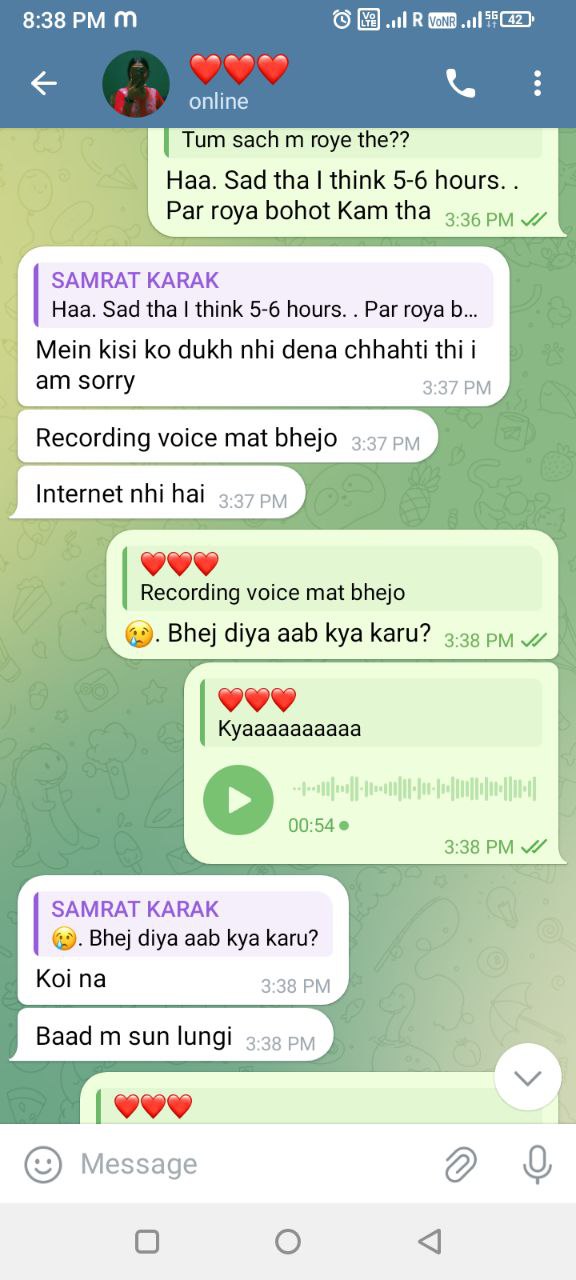 8:38 PM m
Vo LTE R VoNR 5G 42
❤️❤️❤️
online
Tum sach m roye the??
Haa. Sad tha I think 5-6 hours. .
Par roya bohot Kam tha 3:36 PM
SAMRAT KARAK
Haa. Sad tha I think 5-6 hours. . Par roya b...
Mein kisi ko dukh nhi dena chhahti thi i
am sorry
3:37 PM
Recording voice mat bhejo 3:37 PM
Internet nhi hai 3:37 PM
❤️❤️❤️
Recording voice mat bhejo
😢. Bhej diya aab kya karu? 3:38 PM
❤️❤️❤️
Kyaaaaaaaaaa
00:54
3:38 PM
SAMRAT KARAK
😢. Bhej diya aab kya karu?
Koi na 3:38 PM
Baad m sun lungi 3:38 PM
❤️❤️❤️
Message